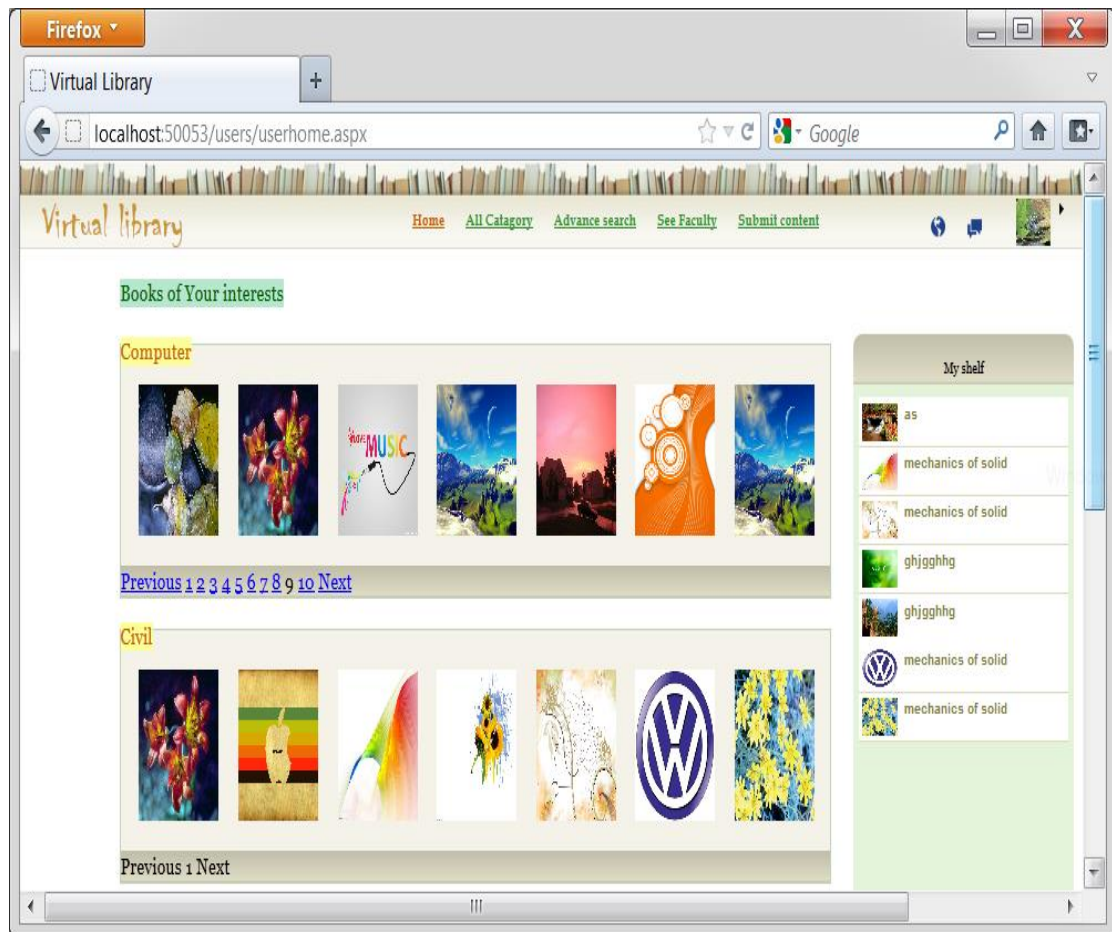 Firefox
Virtual Library
localhost:50053/users/userhome.aspx
Google
Virtual library
Home All Catagory Advance search See Faculty Submit content
Books of Your interests
My shelf
Computer
MUSIC
Previous 1 2 3 4 5 6 7 8 9 10 Next
Civil
Previous 1 Next
as
mechanics of solid
mechanics of solid
ghjgghhg
ghjgghhg
mechanics of solid
mechanics of solid